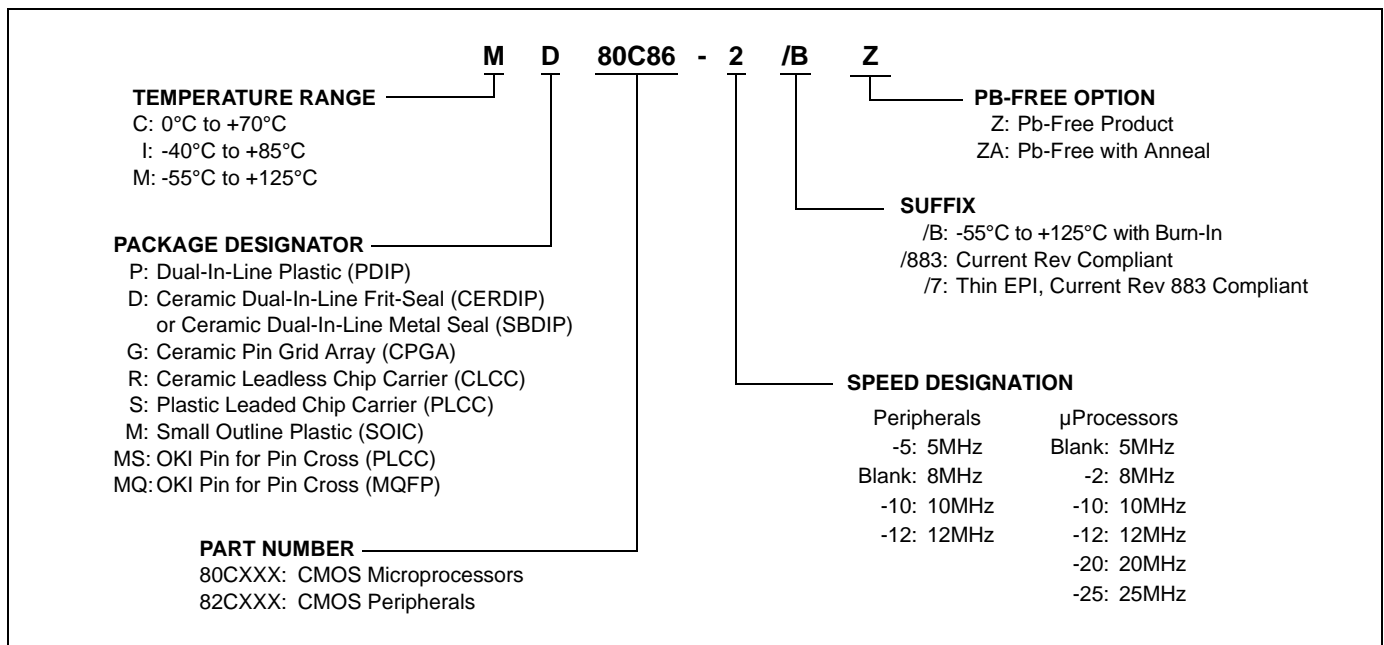 M D 80C86 - 2 /B Z
TEMPERATURE RANGE
C: 0°C to +70°C
I: -40°C to +85°C
M: -55°C to +125°C
PACKAGE DESIGNATOR
P: Dual-In-Line Plastic (PDIP)
D: Ceramic Dual-In-Line Frit-Seal (CERDIP)
or Ceramic Dual-In-Line Metal Seal (SBDIP)
G: Ceramic Pin Grid Array (CPGA)
R: Ceramic Leadless Chip Carrier (CLCC)
S: Plastic Leaded Chip Carrier (PLCC)
M: Small Outline Plastic (SOIC)
MS: OKI Pin for Pin Cross (PLCC)
MQ: OKI Pin for Pin Cross (MQFP)
PART NUMBER
80CXXX: CMOS Microprocessors
82CXXX: CMOS Peripherals
PB-FREE OPTION
Z: Pb-Free Product
ZA: Pb-Free with Anneal
SUFFIX
/B: -55°C to +125°C with Burn-In
/883: Current Rev Compliant
/7: Thin EPI, Current Rev 883 Compliant
SPEED DESIGNATION
Peripherals µProcessors
-5: 5MHz Blank: 5MHz
Blank: 8MHz -2: 8MHz
-10: 10MHz -10: 10MHz
-12: 12MHz -12: 12MHz
-20: 20MHz
-25: 25MHz